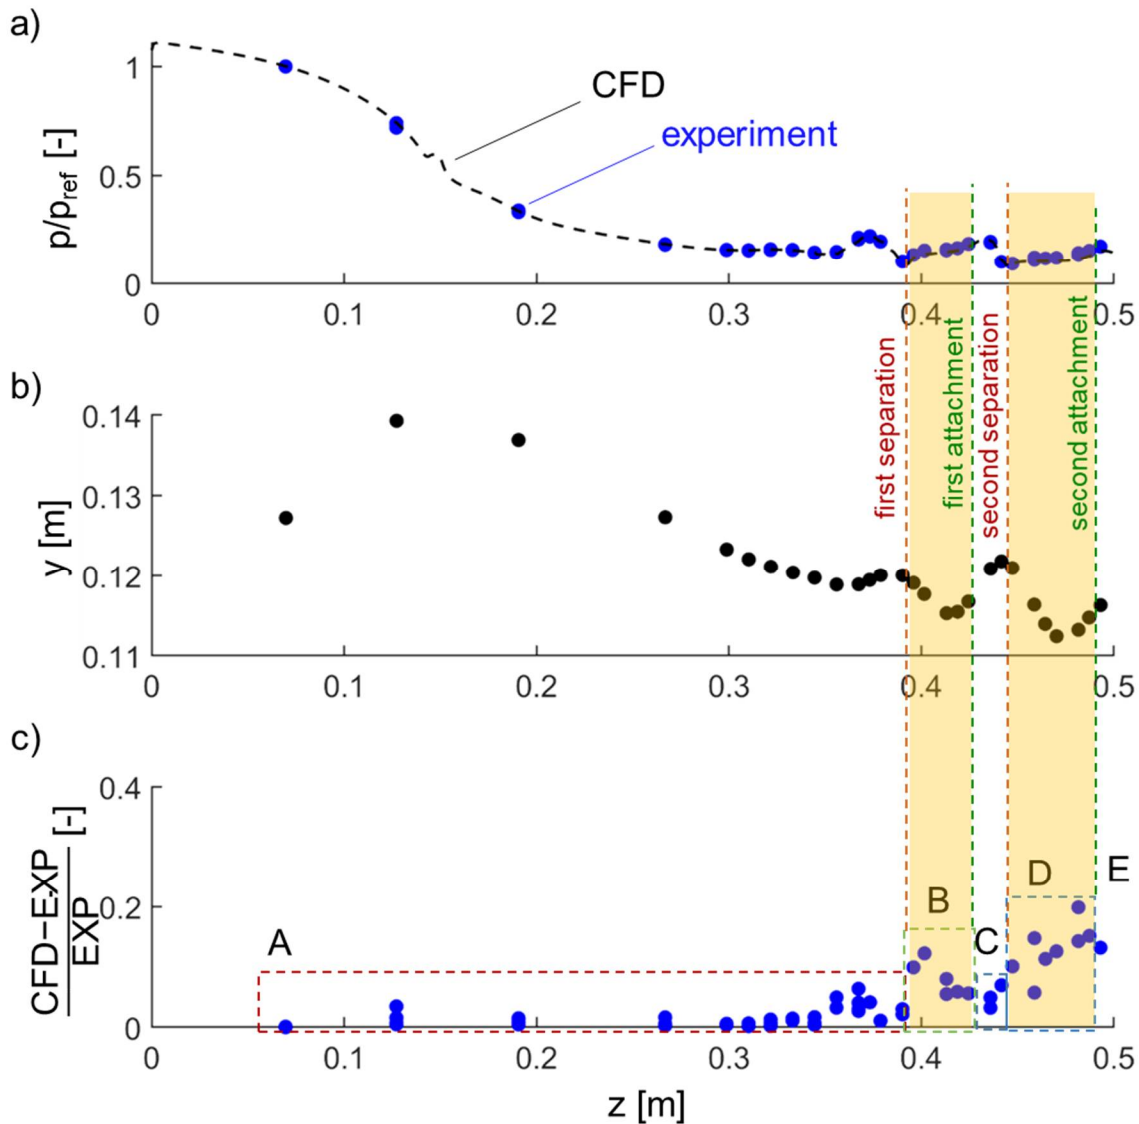 a)
CFD
experiment
p/pref [-]
1
0.5
0
0 0.1 0.2 0.3 0.4 0.5
b)
first separation
first attachment
second separation
second attachment
y [m]
0.14
0.13
0.12
0.11
0 0.1 0.2 0.3 0.4 0.5
c)
CFD−EXP
EXP
[-]
0.4
0.2
0
A
B
C
D
E
0 0.1 0.2 0.3 0.4 0.5
z [m]